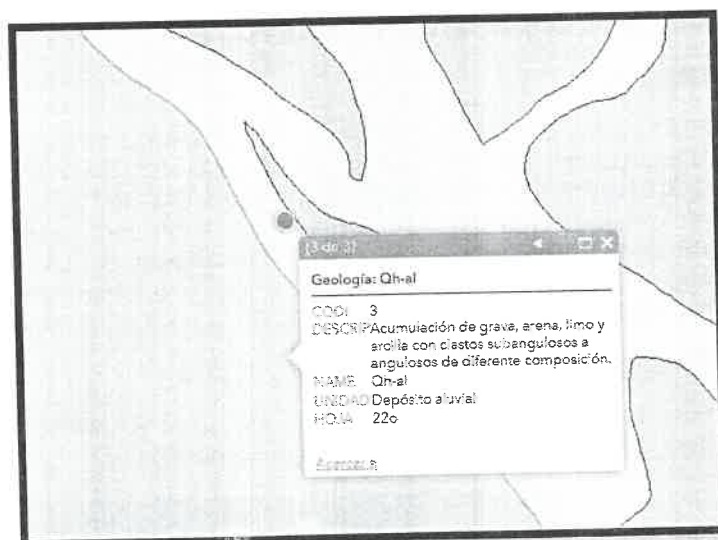 (3 de 3)
Geología: Qh-al
CODI 3
DESCRIP Acumulación de grava, arena, limo y
arcilla con clastos subangulosos a
angulosos de diferente composición.
NAME Qh-al
UNIDAD Depósito aluvial
HOJA 22o
Acercar a